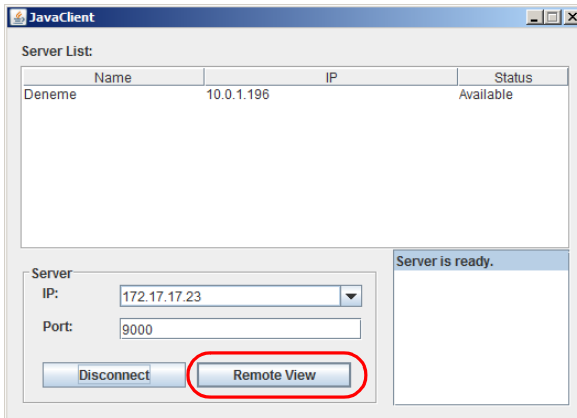 JavaClient
Server List:
Name IP Status
Deneme 10.0.1.196 Available
Server is ready.
Server
IP: 172.17.17.23
Port: 9000
Disconnect Remote View